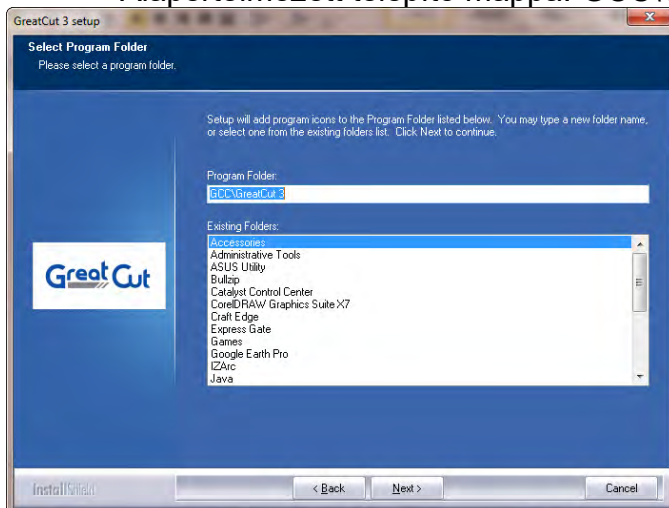 GreatCut 3 setup
Select Program Folder
Please select a program folder.
Setup will add program icons to the Program Folder listed below. You may type a new folder name,
or select one from the existing folders list. Click Next to continue.
Program Folder:
GCC\GreatCut 3
Existing Folders:
Accessories
Administrative Tools
ASUS Utility
Bullzip
Catalyst Control Center
CorelDRAW Graphics Suite X7
Craft Edge
Express Gate
Games
Google Earth Pro
IZArc
Java
Great Cut
InstallShield
< Back
Next >
Cancel